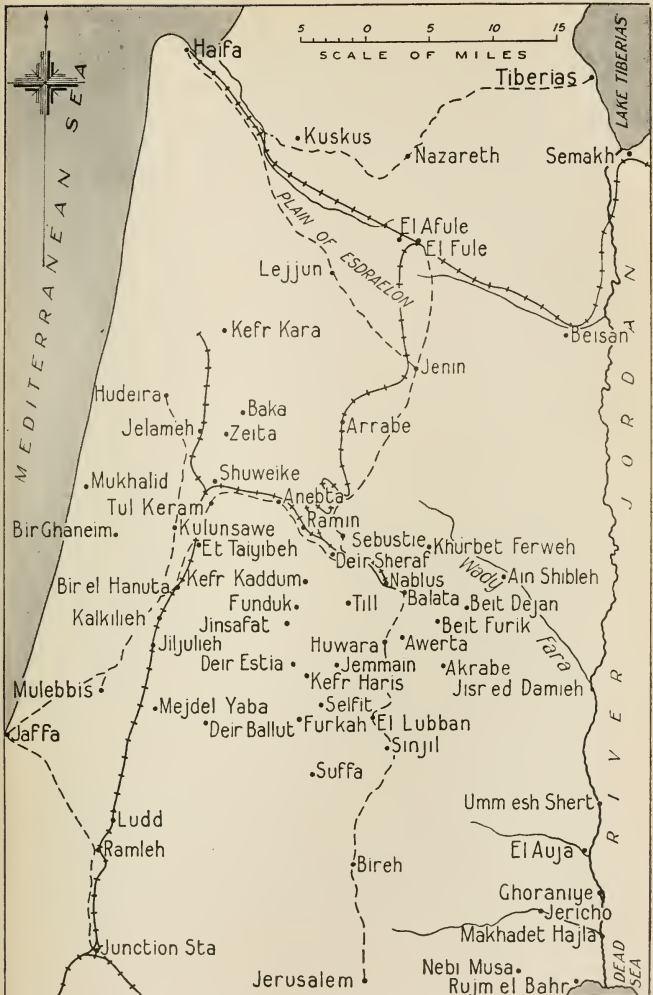 5 0 5 10 15
SCALE OF MILES
Haifa
Tiberias
LAKE TIBERIAS
MEDITERRANEAN SEA
Kuskus
Nazareth
Semakh
PLAIN OF ESDRAELON
El Afule
El Fule
Lejjun
Kefr Kara
Beisan
Jenin
RIVER JORDAN
Hudeira
Baka
Jelameh
Zeita
Arrabe
Mukhalid
Shuweike
Tul Keram
Anebta
Bir Ghaneim
Kulunsawe
Ramin
Et Taiyibeh
Sebustie
Khurbet Ferweh
Deir Sheraf
Wady Fara
Bir el Hanuta
Kefr Kaddum
Nablus
Ain Shibleh
Balata
Kalkilieh
Funduk
Till
Beit Dejan
Jinsafat
Beit Furik
Jiljulieh
Huwara
Awerta
Deir Estia
Jemmain
Akrabe
Kefr Haris
Jisr ed Damieh
Mulebbis
Mejdel Yaba
Selfit
Deir Ballut
Furkah
El Lubban
Jaffa
Sinjil
Suffa
Umm esh Shert
Ludd
Ramleh
El Auja
Bireh
Ghoraniye
Jericho
Makhadet Hajla
Junction Sta
Jerusalem
Nebi Musa
Rujm el Bahr
DEAD SEA